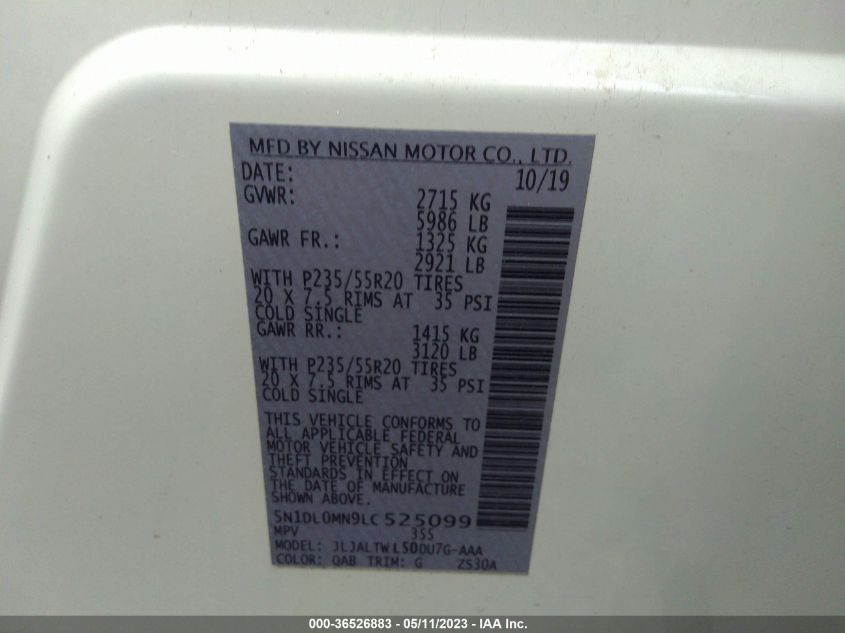 MFD BY NISSAN MOTOR CO., LTD.
DATE: 10/19
GVWR: 2715 KG
5986 LB
GAWR FR.: 1325 KG
2921 LB
WITH P235/55R20 TIRES
20 X 7.5 RIMS AT 35 PSI
COLD SINGLE
GAWR RR.: 1415 KG
3120 LB
WITH P235/55R20 TIRES
20 X 7.5 RIMS AT 35 PSI
COLD SINGLE
THIS VEHICLE CONFORMS TO
ALL APPLICABLE FEDERAL
MOTOR VEHICLE SAFETY AND
THEFT PREVENTION
STANDARDS IN EFFECT ON
THE DATE OF MANUFACTURE
SHOWN ABOVE.
5N1DL0MN9LC525099
MPV 355
MODEL: JLJALTWL50DU7G-AAA
COLOR: QAB TRIM: G ZS30A
000-36526883 - 05/11/2023 - IAA Inc.